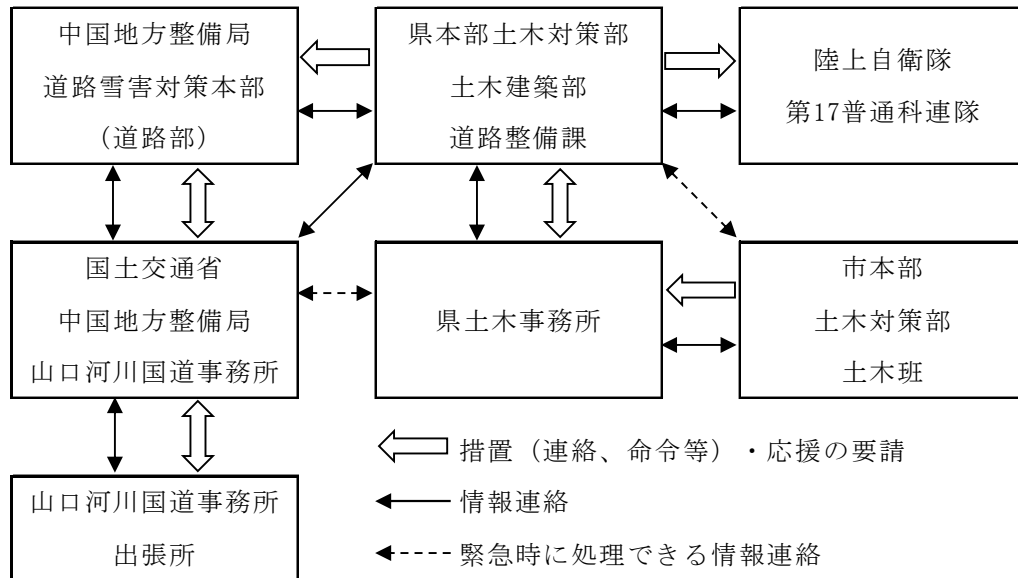 中国地方整備局
道路雪害対策本部
（道路部）
県本部土木対策部
土木建築部
道路整備課
陸上自衛隊
第17普通科連隊
国土交通省
中国地方整備局
山口河川国道事務所
県土木事務所
市本部
土木対策部
土木班
山口河川国道事務所
出張所
措置（連絡、命令等）・応援の要請
情報連絡
緊急時に処理できる情報連絡